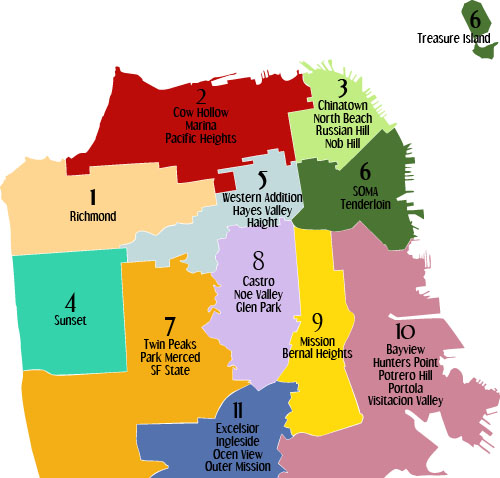 6
Treasure Island
2
Cow Hollow
Marina
Pacific Heights
3
Chinatown
North Beach
Russian Hill
Nob Hill
1
Richmond
5
Western Addition
Hayes Valley
Haight
6
SOMA
Tenderloin
4
Sunset
7
Twin Peaks
Park Merced
SF State
8
Castro
Noe Valley
Glen Park
9
Mission
Bernal Heights
10
Bayview
Hunters Point
Potrero Hill
Portola
Visitacion Valley
11
Excelsior
Ingleside
Ocen View
Outer Mission